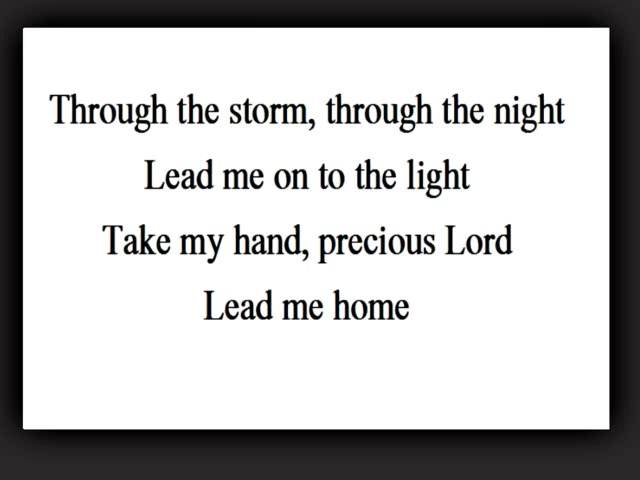 Through the storm, through the night
Lead me on to the light
Take my hand, precious Lord
Lead me home